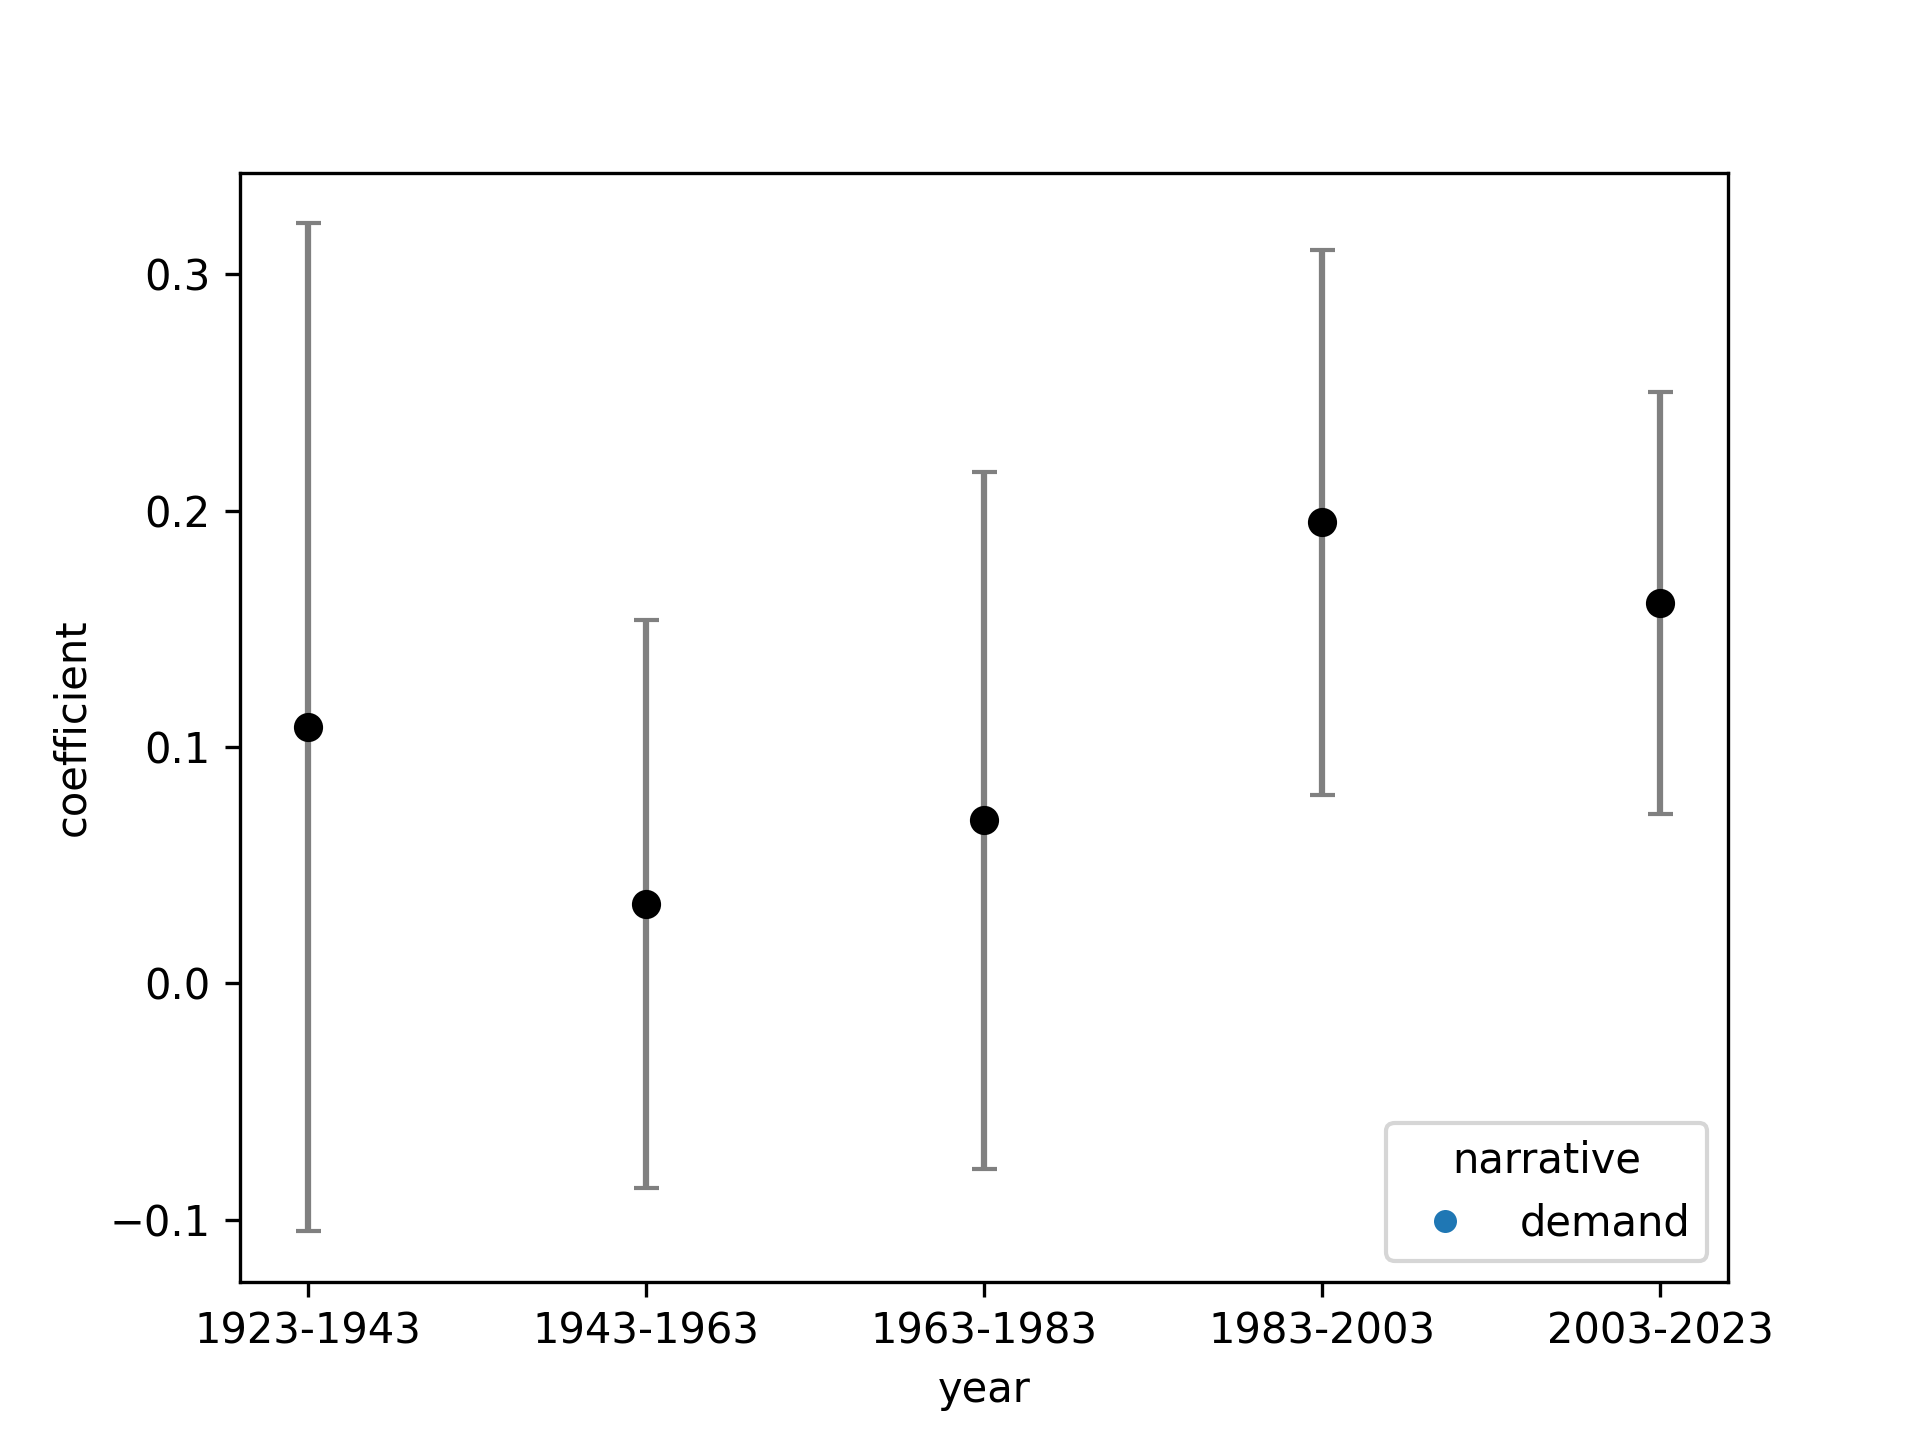 0.3
0.2
0.1
0.0
−0.1
coefficient
narrative
demand
1923-1943 1943-1963 1963-1983 1983-2003 2003-2023
year